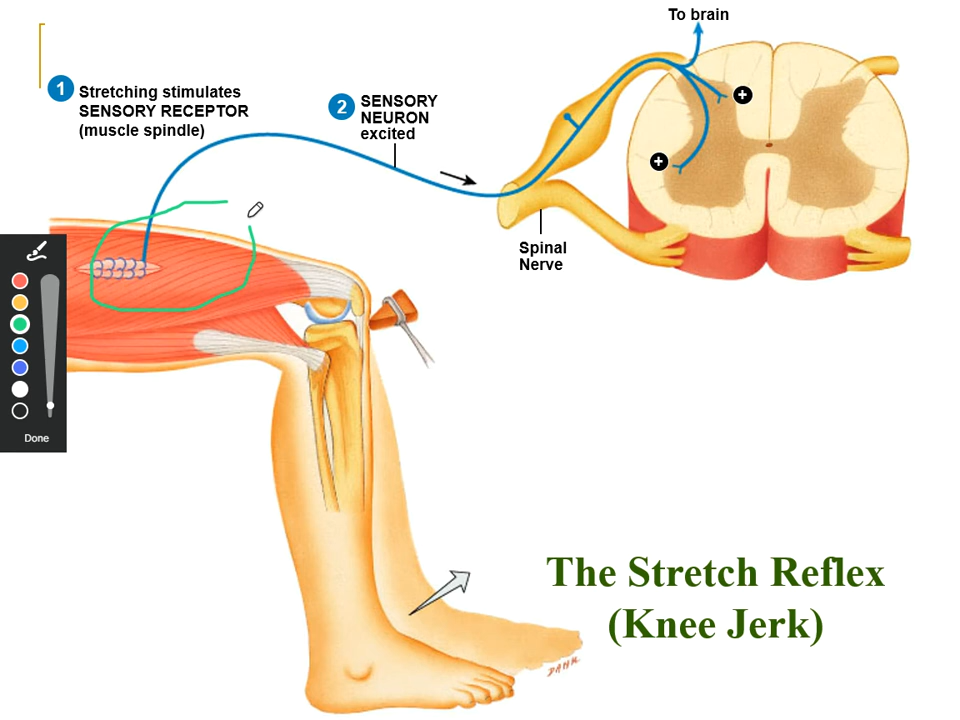 To brain
1 Stretching stimulates
SENSORY RECEPTOR
(muscle spindle)
2 SENSORY
NEURON
excited
+
+
Spinal
Nerve
Done
The Stretch Reflex
(Knee Jerk)